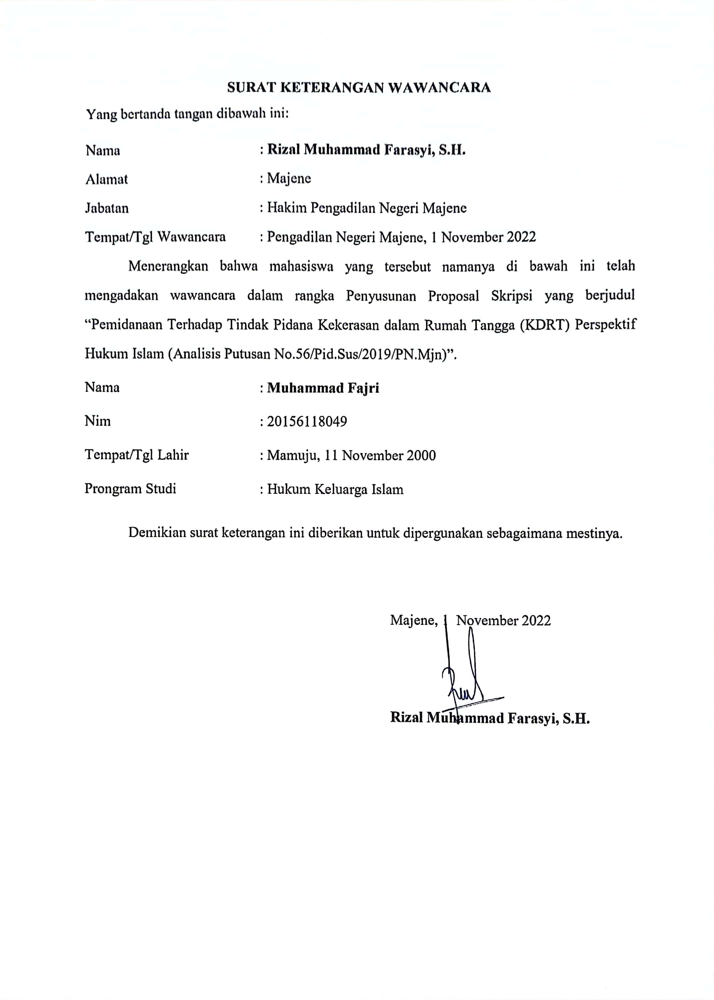 SURAT KETERANGAN WAWANCARA
Yang bertanda tangan dibawah ini:
Nama : Rizal Muhammad Farasyi, S.H.
Alamat : Majene
Jabatan : Hakim Pengadilan Negeri Majene
Tempat/Tgl Wawancara : Pengadilan Negeri Majene, 1 November 2022
Menerangkan bahwa mahasiswa yang tersebut namanya di bawah ini telah
mengadakan wawancara dalam rangka Penyusunan Proposal Skripsi yang berjudul
“Pemidanaan Terhadap Tindak Pidana Kekerasan dalam Rumah Tangga (KDRT) Perspektif
Hukum Islam (Analisis Putusan No.56/Pid.Sus/2019/PN.Mjn)”.
Nama : Muhammad Fajri
Nim : 20156118049
Tempat/Tgl Lahir : Mamuju, 11 November 2000
Prongram Studi : Hukum Keluarga Islam
Demikian surat keterangan ini diberikan untuk dipergunakan sebagaimana mestinya.
Majene, 1 November 2022
Rizal Muhammad Farasyi, S.H.